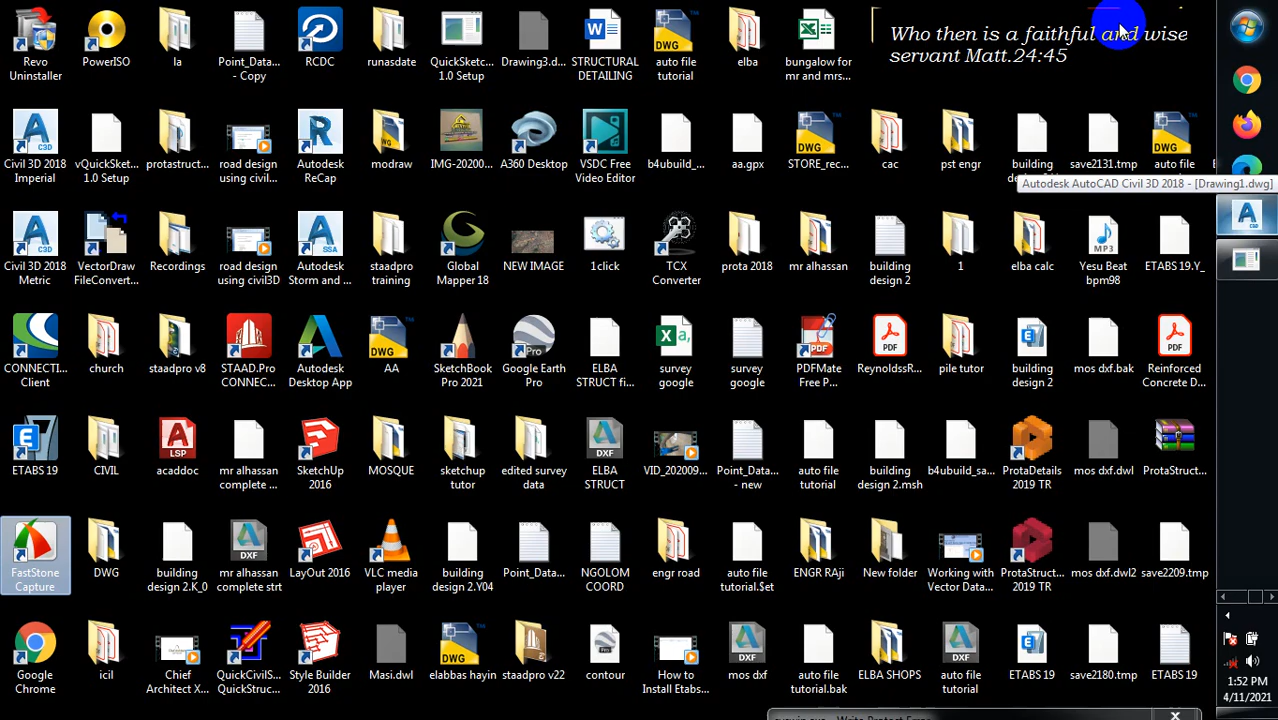 Who then is a faithful and wise
servant Matt.24:45
Revo
Uninstaller
PowerISO
la
Point_Data...
- Copy
RCDC
runasdate
QuickSketc...
1.0 Setup
Drawing3.d...
STRUCTURAL
DETAILING
auto file
tutorial
elba
bungalow for
mr and mrs...
Civil 3D 2018
Imperial
vQuickSket...
1.0 Setup
protastruct...
road design
using civil...
Autodesk
ReCap
modraw
IMG-20200...
A360 Desktop
VSDC Free
Video Editor
b4ubuild_...
aa.gpx
STORE_rec...
cac
pst engr
building
save2131.tmp
auto file
Autodesk AutoCAD Civil 3D 2018 - [Drawing1.dwg]
Civil 3D 2018
Metric
VectorDraw
FileConvert...
Recordings
road design
using civil3D
Autodesk
Storm and ...
staadpro
training
Global
Mapper 18
NEW IMAGE
1click
TCX
Converter
prota 2018
mr alhassan
building
design 2
1
elba calc
Yesu Beat
bpm98
ETABS 19.Y_
CONNECTI...
Client
church
staadpro v8
STAAD.Pro
CONNEC...
Autodesk
Desktop App
AA
SketchBook
Pro 2021
Google Earth
Pro
ELBA
STRUCT fi...
survey
google
survey
google
PDFMate
Free P...
ReynoldssR...
pile tutor
building
design 2
mos dxf.bak
Reinforced
Concrete D...
ETABS 19
CIVIL
acaddoc
mr alhassan
complete ...
SketchUp
2016
MOSQUE
sketchup
tutor
edited survey
data
ELBA
STRUCT
VID_202009...
Point_Data...
- new
auto file
tutorial
building
design 2.msh
b4ubuild_sa...
ProtaDetails
2019 TR
mos dxf.dwl
ProtaStruct...
FastStone
Capture
DWG
building
design 2.K_0
mr alhassan
complete strt
LayOut 2016
VLC media
player
building
design 2.Y04
Point_Data...
NGOLOM
COORD
engr road
auto file
tutorial.$et
ENGR RAji
New folder
Working with
Vector Data...
ProtaStruct...
2019 TR
mos dxf.dwl2
save2209.tmp
Google
Chrome
icil
Chief
Architect X...
QuickCivilS...
QuickStruc...
Style Builder
2016
Masi.dwl
elabbas hayin
staadpro v22
contour
How to
Install Etabs...
mos dxf
auto file
tutorial.bak
ELBA SHOPS
auto file
tutorial
ETABS 19
save2180.tmp
ETABS 19
1:52 PM
4/11/2021